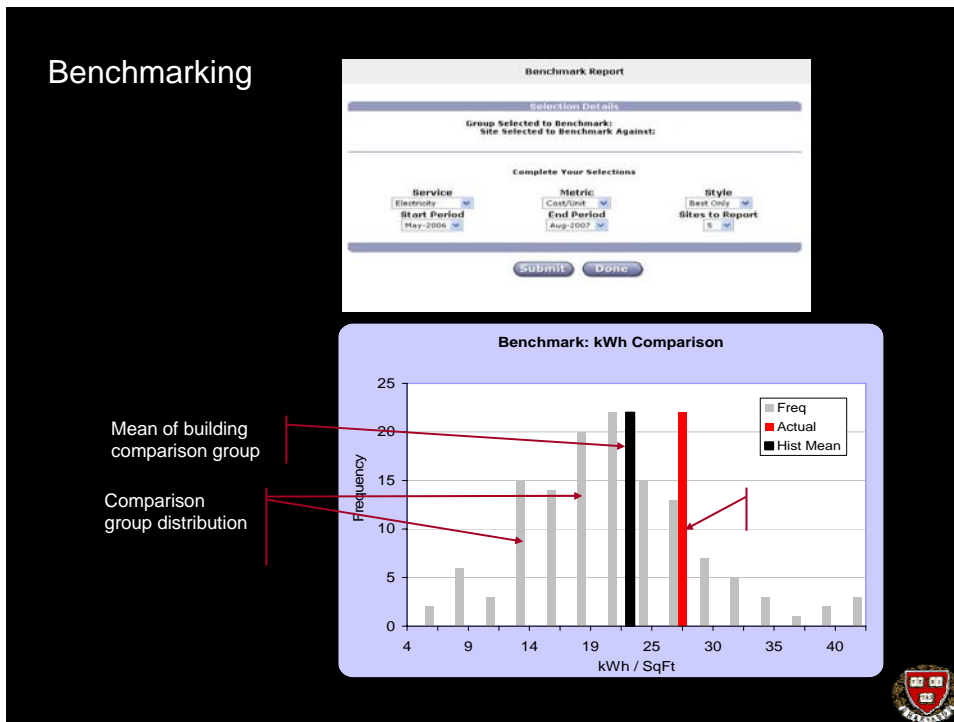 Benchmarking
Benchmark Report
Selection Details
Group Selected to Benchmark:
Site Selected to Benchmark Against:
Complete Your Selections
Service Metric Style
Electricity Cost/Unit Best Only
Start Period End Period Sites to Report
May-2006 Aug-2007 5
Submit Done
Benchmark: kWh Comparison
25
20
15
10
5
0
Frequency
Freq
Actual
Hist Mean
4 9 14 19 25 30 35 40
kWh / SqFt
Mean of building
comparison group
Comparison
group distribution